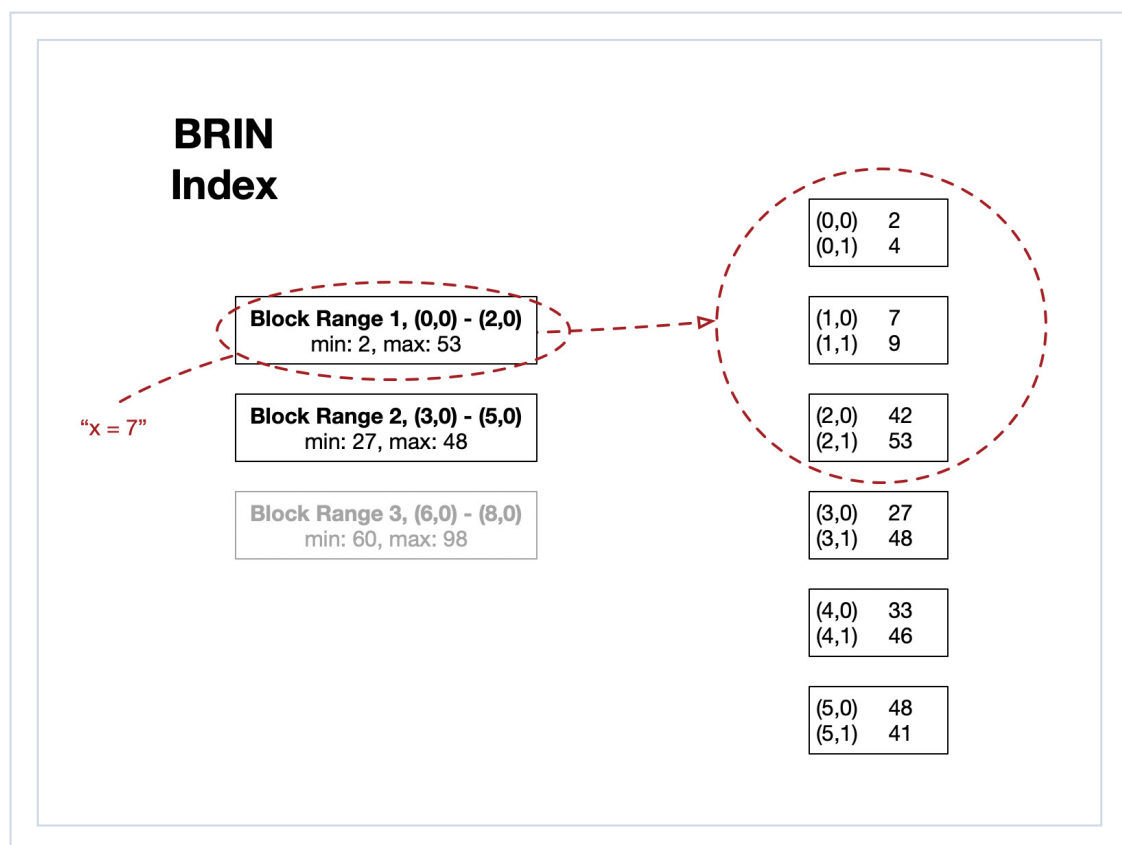 BRIN
Index
Block Range 1, (0,0) - (2,0)
min: 2, max: 53
"x = 7"
Block Range 2, (3,0) - (5,0)
min: 27, max: 48
Block Range 3, (6,0) - (8,0)
min: 60, max: 98
(0,0) 2
(0,1) 4
(1,0) 7
(1,1) 9
(2,0) 42
(2,1) 53
(3,0) 27
(3,1) 48
(4,0) 33
(4,1) 46
(5,0) 48
(5,1) 41